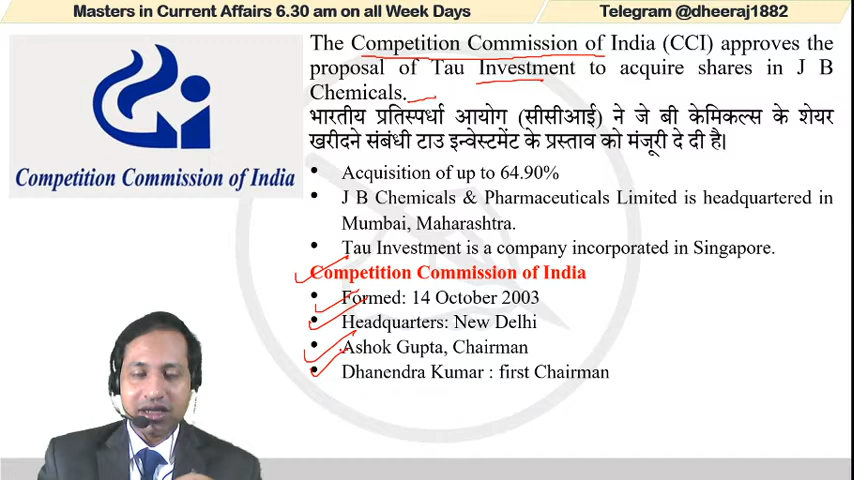 Masters in Current Affairs 6.30 am on all Week Days
Telegram @dheeraj1882
Competition Commission of India
The Competition Commission of India (CCI) approves the
proposal of Tau Investment to acquire shares in J B
Chemicals.
भारतीय प्रतिस्पर्धा आयोग (सीसीआई) ने जे बी केमिकल्स के शेयर
खरीदने संबंधी टाउ इन्वेस्टमेंट के प्रस्ताव को मंजूरी दे दी है।
• Acquisition of up to 64.90%
• J B Chemicals & Pharmaceuticals Limited is headquartered in
Mumbai, Maharashtra.
• Tau Investment is a company incorporated in Singapore.
Competition Commission of India
• Formed: 14 October 2003
• Headquarters: New Delhi
• Ashok Gupta, Chairman
• Dhanendra Kumar : first Chairman